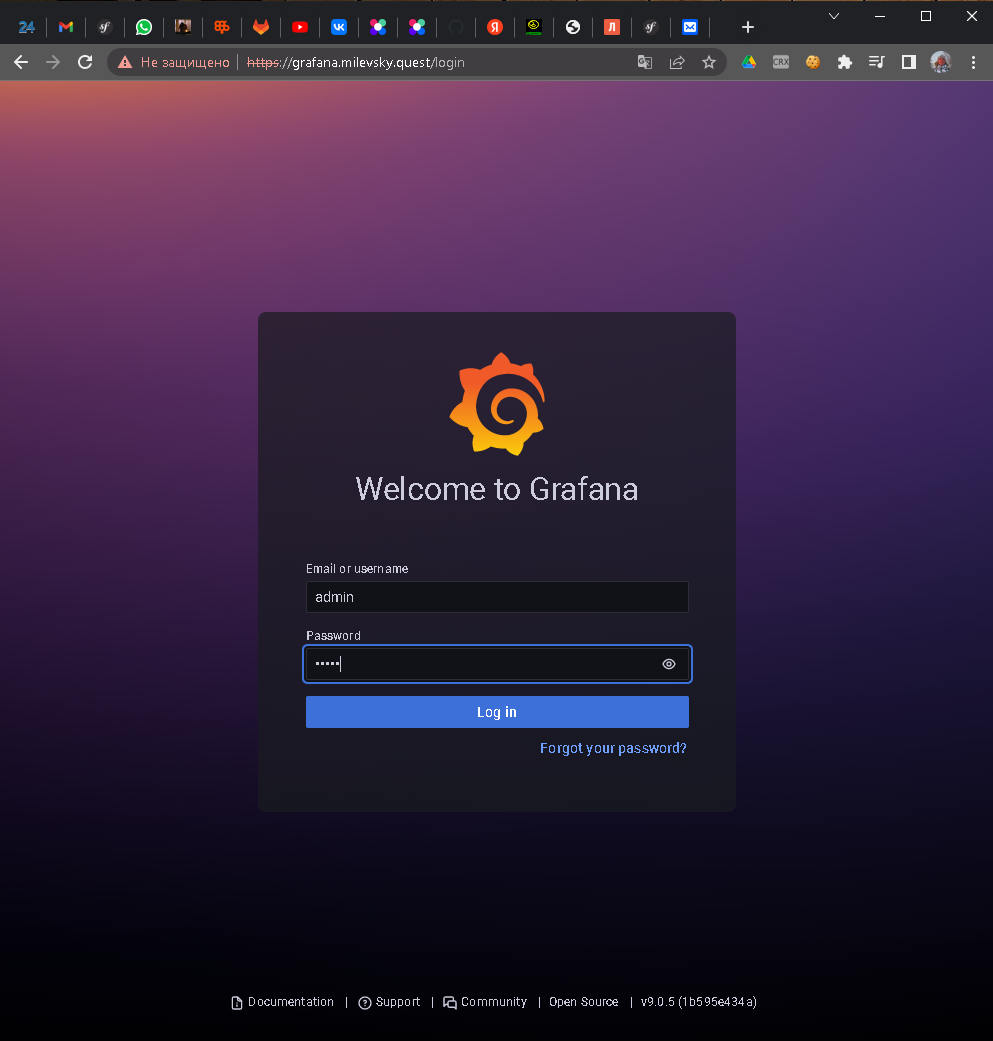 24
Не защищено | https://grafana.milevsky.quest/login
CRX
Welcome to Grafana
Email or username
admin
Password
•••••
Log in
Forgot your password?
Documentation | Support | Community | Open Source | v9.0.5 (1b595e434a)